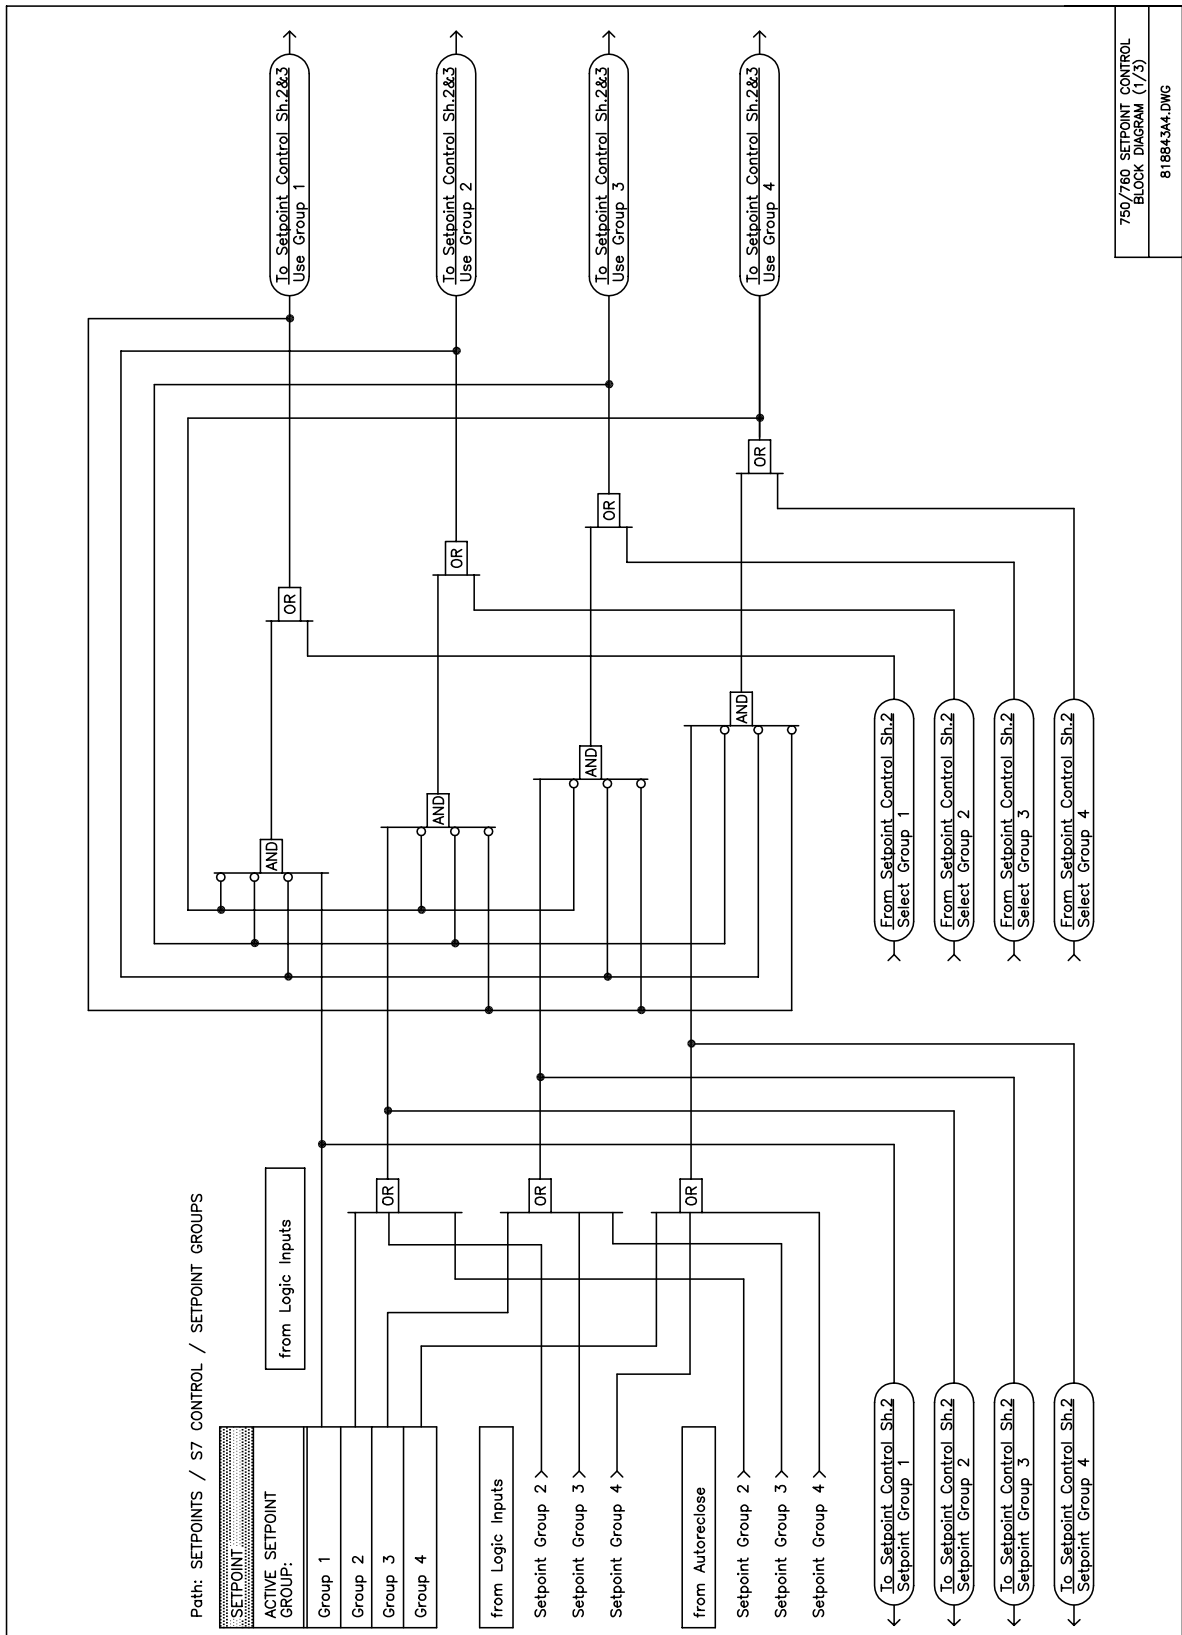 Path: SETPOINTS / S7 CONTROL / SETPOINT GROUPS
SETPOINT
ACTIVE SETPOINT
GROUP:
Group 1
Group 2
Group 3
Group 4
from Logic Inputs
from Logic Inputs
Setpoint Group 2
Setpoint Group 3
Setpoint Group 4
from Autoreclose
Setpoint Group 2
Setpoint Group 3
Setpoint Group 4
To Setpoint Control Sh.2
Setpoint Group 1
To Setpoint Control Sh.2
Setpoint Group 2
To Setpoint Control Sh.2
Setpoint Group 3
To Setpoint Control Sh.2
Setpoint Group 4
OR
OR
OR
AND
AND
AND
AND
From Setpoint Control Sh.2
Select Group 1
From Setpoint Control Sh.2
Select Group 2
From Setpoint Control Sh.2
Select Group 3
From Setpoint Control Sh.2
Select Group 4
OR
OR
OR
OR
To Setpoint Control Sh.2&3
Use Group 1
To Setpoint Control Sh.2&3
Use Group 2
To Setpoint Control Sh.2&3
Use Group 3
To Setpoint Control Sh.2&3
Use Group 4
750/760 SETPOINT CONTROL
BLOCK DIAGRAM (1/3)
818843A4.DWG